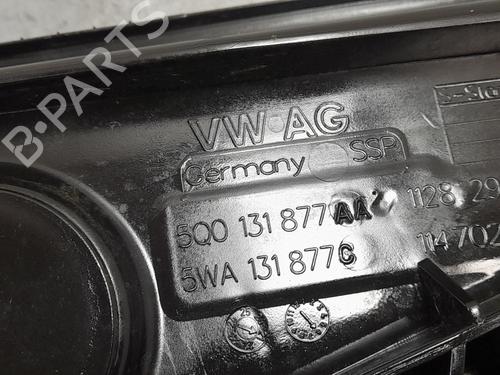 VW AG
Germany SSP
5Q0 131 877 AA
1128 29
5WA 131 877 C
114702
B-PARTS